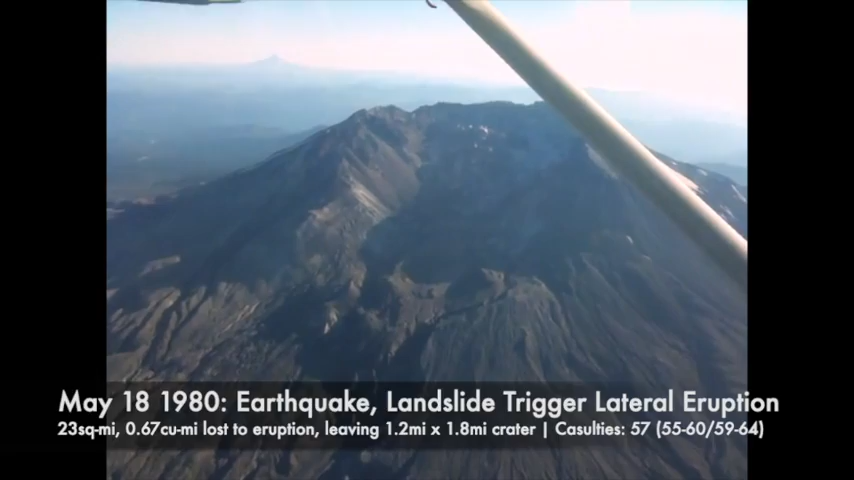 May 18 1980: Earthquake, Landslide Trigger Lateral Eruption
23sq-mi, 0.67cu-mi lost to eruption, leaving 1.2mi x 1.8mi crater | Casulties: 57 (55-60/59-64)